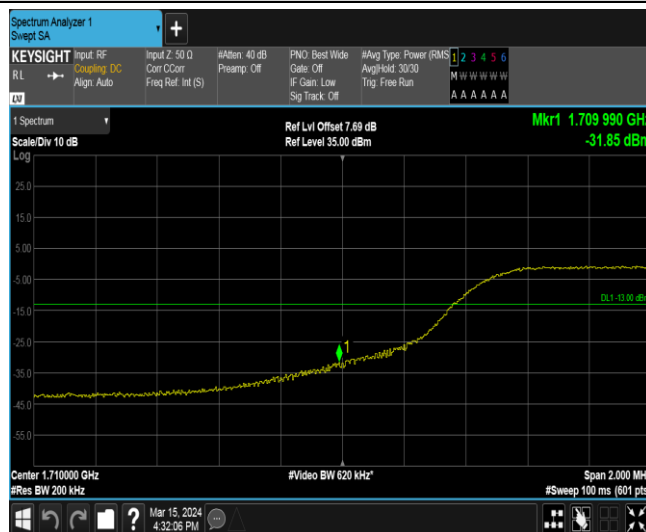 Spectrum Analyzer 1
Swept SA
+
KEYSIGHT
RL
LXI
Input: RF
Coupling: DC
Align: Auto
Input Z: 50 Ω
Corr CCorr
Freq Ref: Int (S)
#Atten: 40 dB
Preamp: Off
PNO: Best Wide
Gate: Off
IF Gain: Low
Sig Track: Off
#Avg Type: Power (RMS
Avg|Hold: 30/30
Trig: Free Run
1 2 3 4 5 6
M W W W W W
A A A A A A
1 Spectrum
Scale/Div 10 dB
Log
Ref Lvl Offset 7.69 dB
Ref Level 35.00 dBm
Mkr1 1.709 990 GHz
-31.85 dBm
25.0
15.0
5.00
-5.00
-15.0
-25.0
-35.0
-45.0
-55.0
DL1 -13.00 dBm
1
Center 1.710000 GHz
#Res BW 200 kHz
#Video BW 620 kHz*
Span 2.000 MH
#Sweep 100 ms (601 pts
?
Mar 15, 2024
4:32:06 PM